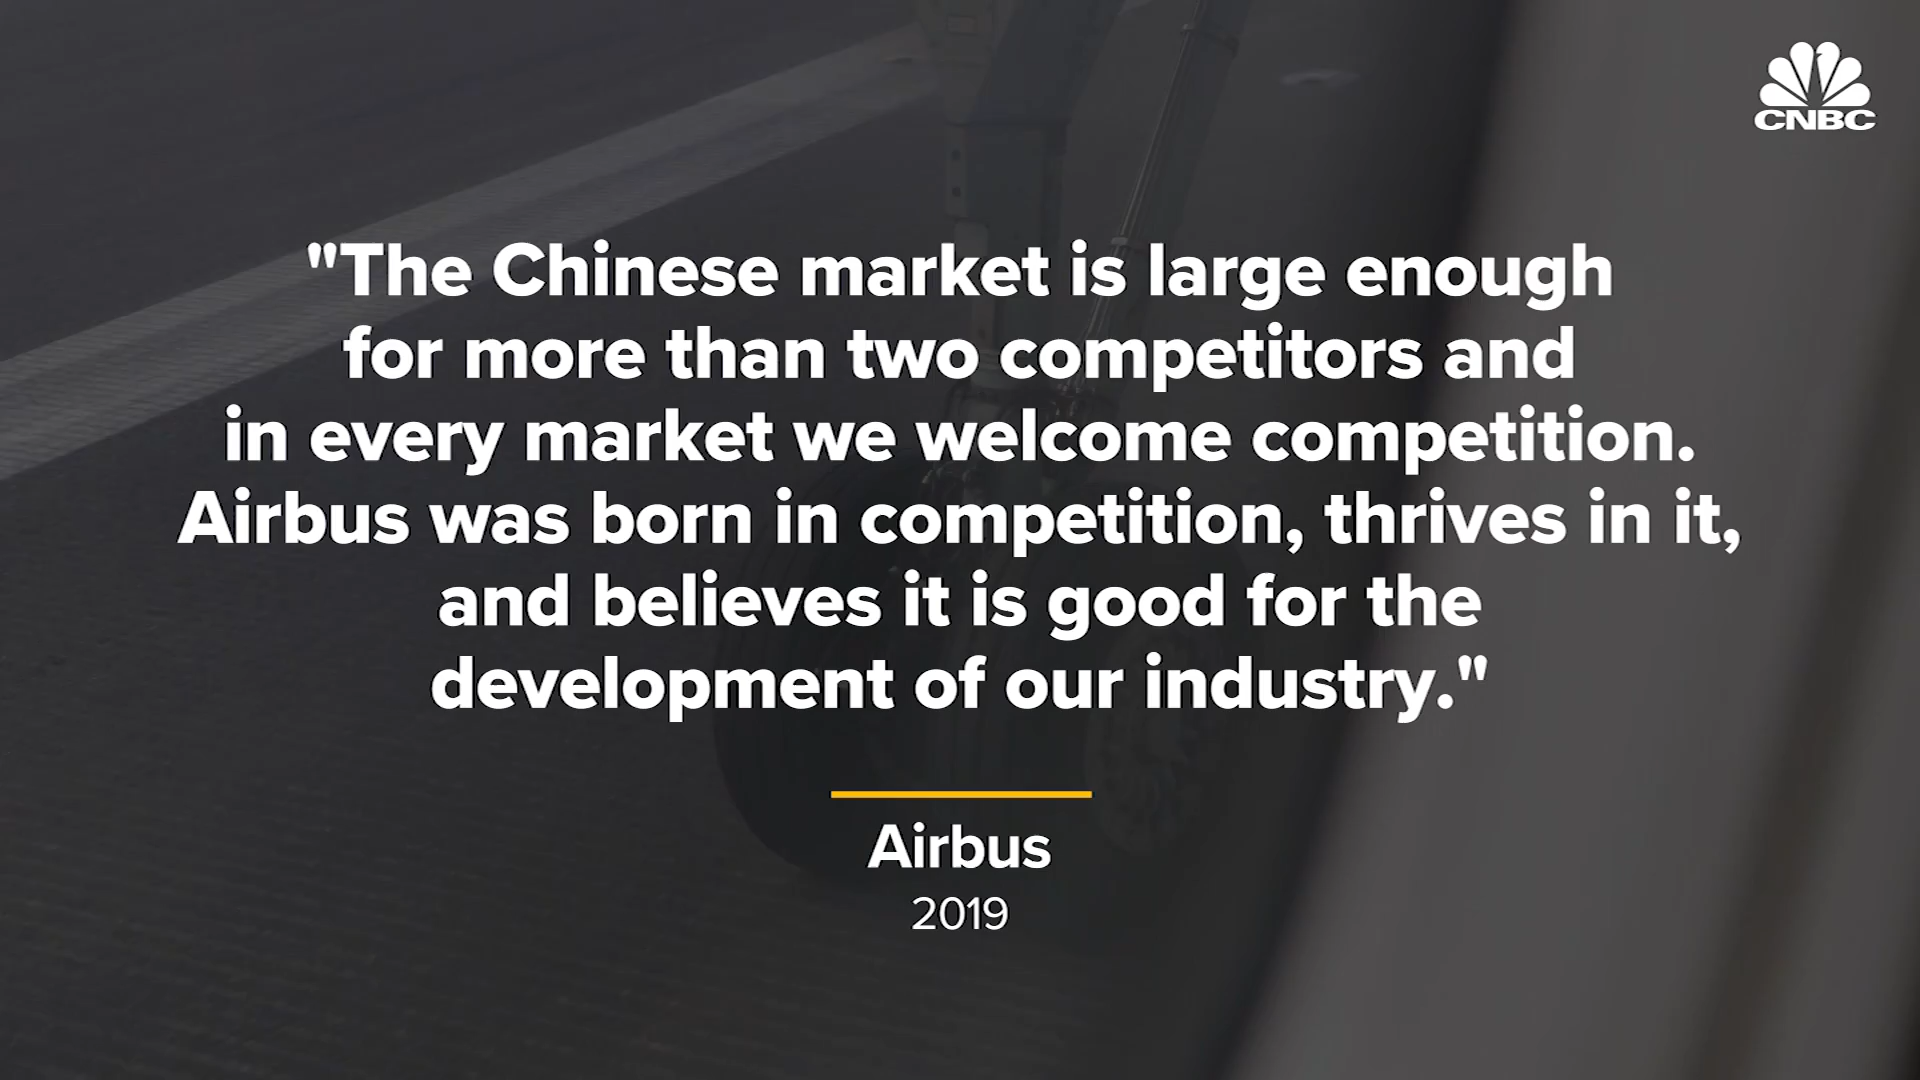 CNBC
"The Chinese market is large enough
for more than two competitors and
in every market we welcome competition.
Airbus was born in competition, thrives in it,
and believes it is good for the
development of our industry."
Airbus
2019